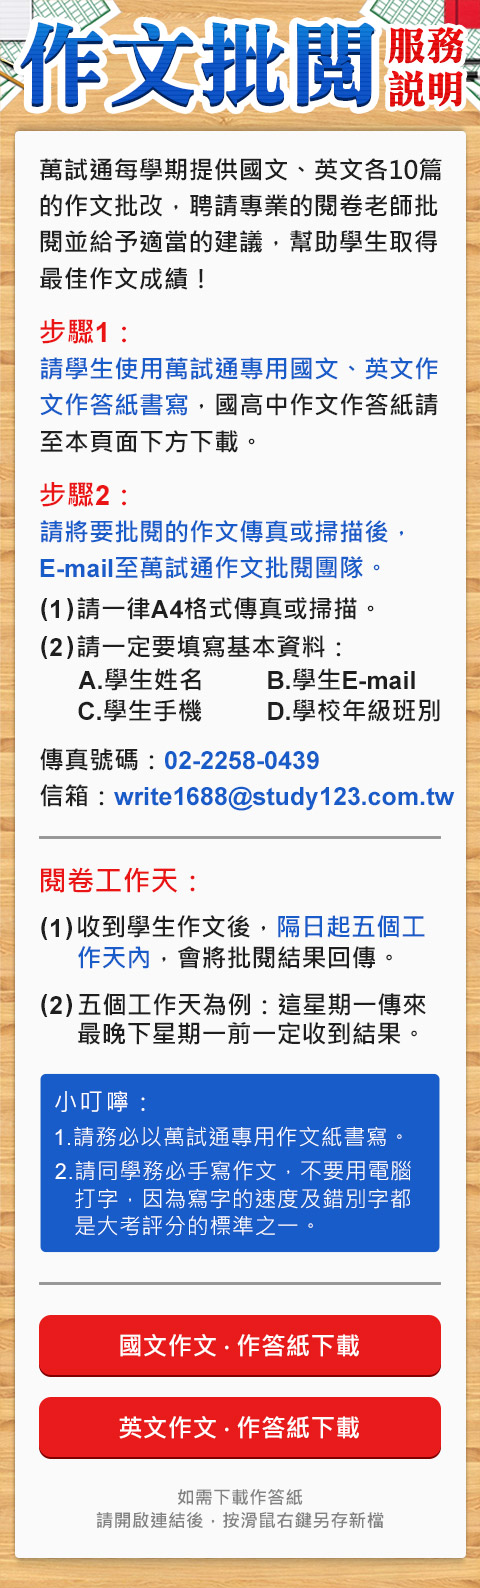 作文批閱服務說明
萬試通每學期提供國文、英文各10篇
的作文批改，聘請專業的閱卷老師批
閱並給予適當的建議，幫助學生取得
最佳作文成績！
步驟1：
請學生使用萬試通專用國文、英文作
文作答紙書寫，國高中作文作答紙請
至本頁面下方下載。
步驟2：
請將要批閱的作文傳真或掃描後，
E-mail至萬試通作文批閱團隊。
(1)請一律A4格式傳真或掃描。
(2)請一定要填寫基本資料：
A.學生姓名 B.學生E-mail
C.學生手機 D.學校年級班別
傳真號碼：02-2258-0439
信箱：write1688@study123.com.tw
閱卷工作天：
(1)收到學生作文後，隔日起五個工
作天內，會將批閱結果回傳。
(2)五個工作天為例：這星期一傳來
最晚下星期一前一定收到結果。
小叮嚀：
1.請務必以萬試通專用作文紙書寫。
2.請同學務必手寫作文，不要用電腦
打字，因為寫字的速度及錯別字都
是大考評分的標準之一。
國文作文·作答紙下載
英文作文·作答紙下載
如需下載作答紙
請開啟連結後，按滑鼠右鍵另存新檔